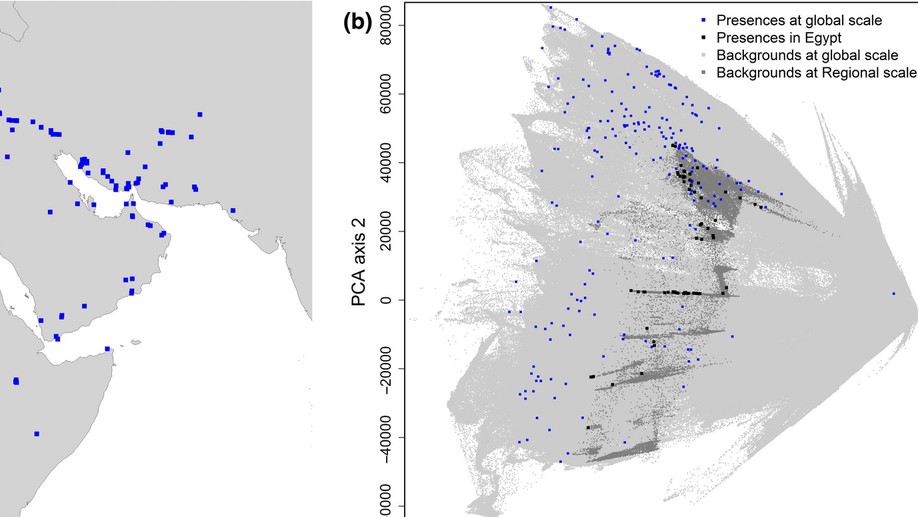 (b)
Presences at global scale
Presences in Egypt
Backgrounds at global scale
Backgrounds at Regional scale
PCA axis 2
80000
60000
40000
20000
0
−20000
−40000
0000